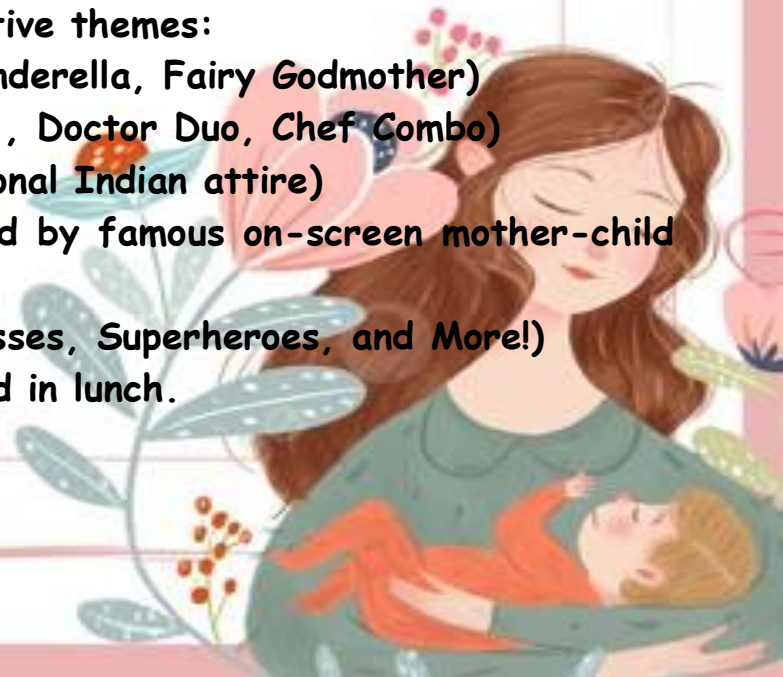 tive themes:
nderella, Fairy Godmother)
, Doctor Duo, Chef Combo)
onal Indian attire)
d by famous on-screen mother-child
sses, Superheroes, and More!)
d in lunch.